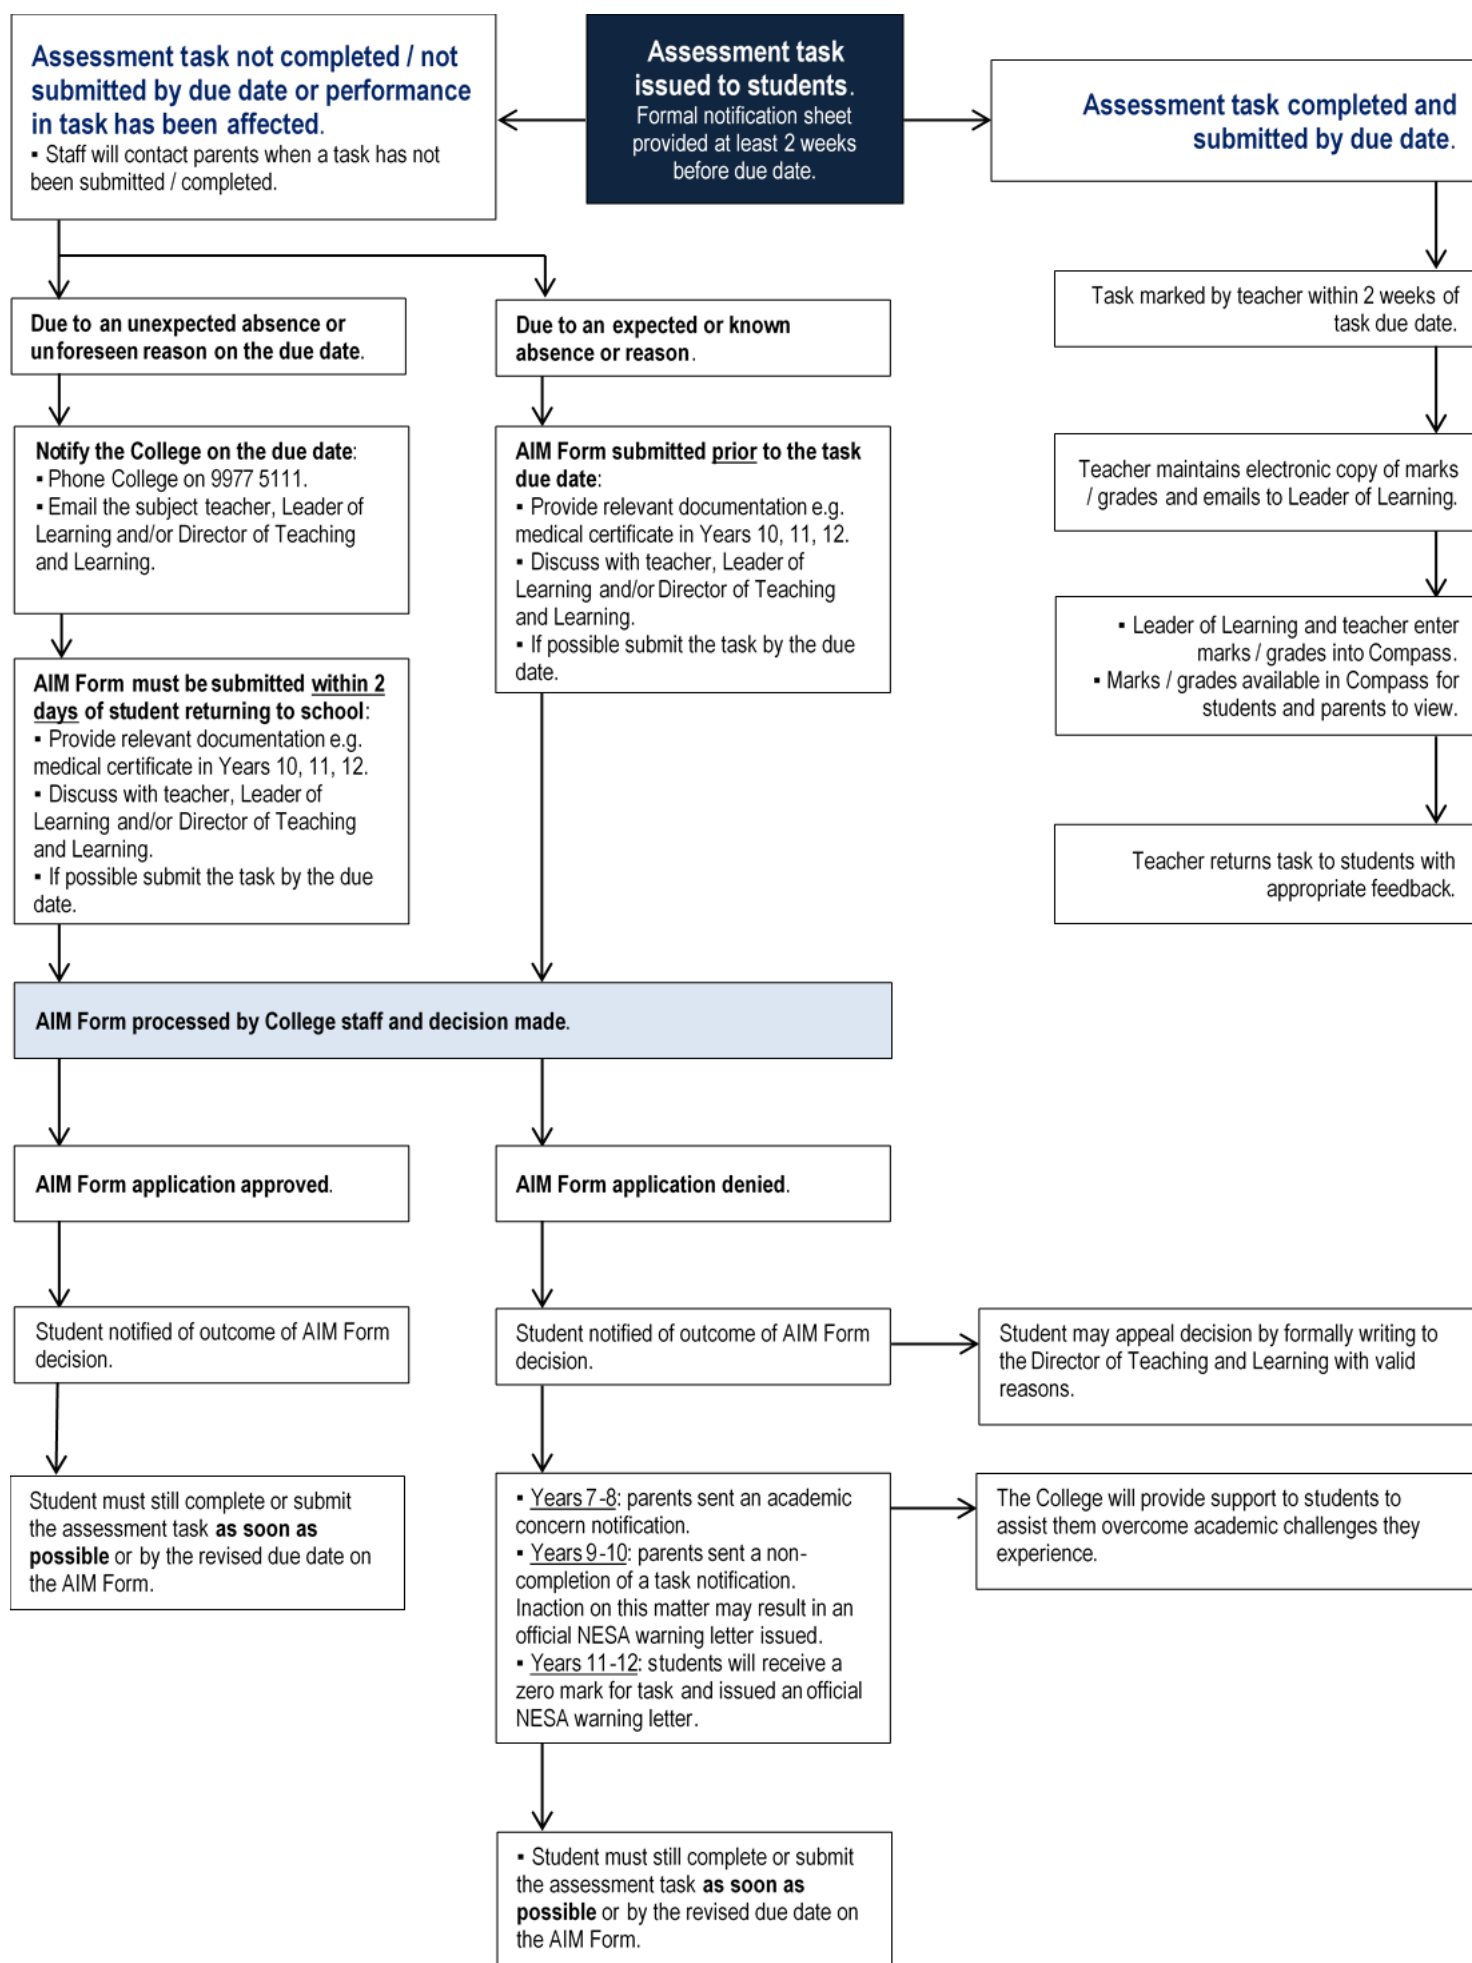 Assessment task not completed / not
submitted by due date or performance
in task has been affected.
▪ Staff will contact parents when a task has not
been submitted / completed.
Assessment task
issued to students.
Formal notification sheet
provided at least 2 weeks
before due date.
Assessment task completed and
submitted by due date.
Due to an unexpected absence or
unforeseen reason on the due date.
Due to an expected or known
absence or reason.
Task marked by teacher within 2 weeks of
task due date.
Notify the College on the due date:
▪ Phone College on 9977 5111.
▪ Email the subject teacher, Leader of
Learning and/or Director of Teaching
and Learning.
AIM Form submitted prior to the task
due date:
▪ Provide relevant documentation e.g.
medical certificate in Years 10, 11, 12.
▪ Discuss with teacher, Leader of
Learning and/or Director of Teaching
and Learning.
▪ If possible submit the task by the due
date.
Teacher maintains electronic copy of marks
/ grades and emails to Leader of Learning.
▪ Leader of Learning and teacher enter
marks / grades into Compass.
▪ Marks / grades available in Compass for
students and parents to view.
AIM Form must be submitted within 2
days of student returning to school:
▪ Provide relevant documentation e.g.
medical certificate in Years 10, 11, 12.
▪ Discuss with teacher, Leader of
Learning and/or Director of Teaching
and Learning.
▪ If possible submit the task by the due
date.
Teacher returns task to students with
appropriate feedback.
AIM Form processed by College staff and decision made.
AIM Form application approved.
AIM Form application denied.
Student notified of outcome of AIM Form
decision.
Student notified of outcome of AIM Form
decision.
Student may appeal decision by formally writing to
the Director of Teaching and Learning with valid
reasons.
Student must still complete or submit
the assessment task as soon as
possible or by the revised due date on
the AIM Form.
▪ Years 7-8: parents sent an academic
concern notification.
▪ Years 9-10: parents sent a non-
completion of a task notification.
Inaction on this matter may result in an
official NESA warning letter issued.
▪ Years 11-12: students will receive a
zero mark for task and issued an official
NESA warning letter.
The College will provide support to students to
assist them overcome academic challenges they
experience.
▪ Student must still complete or submit
the assessment task as soon as
possible or by the revised due date on
the AIM Form.